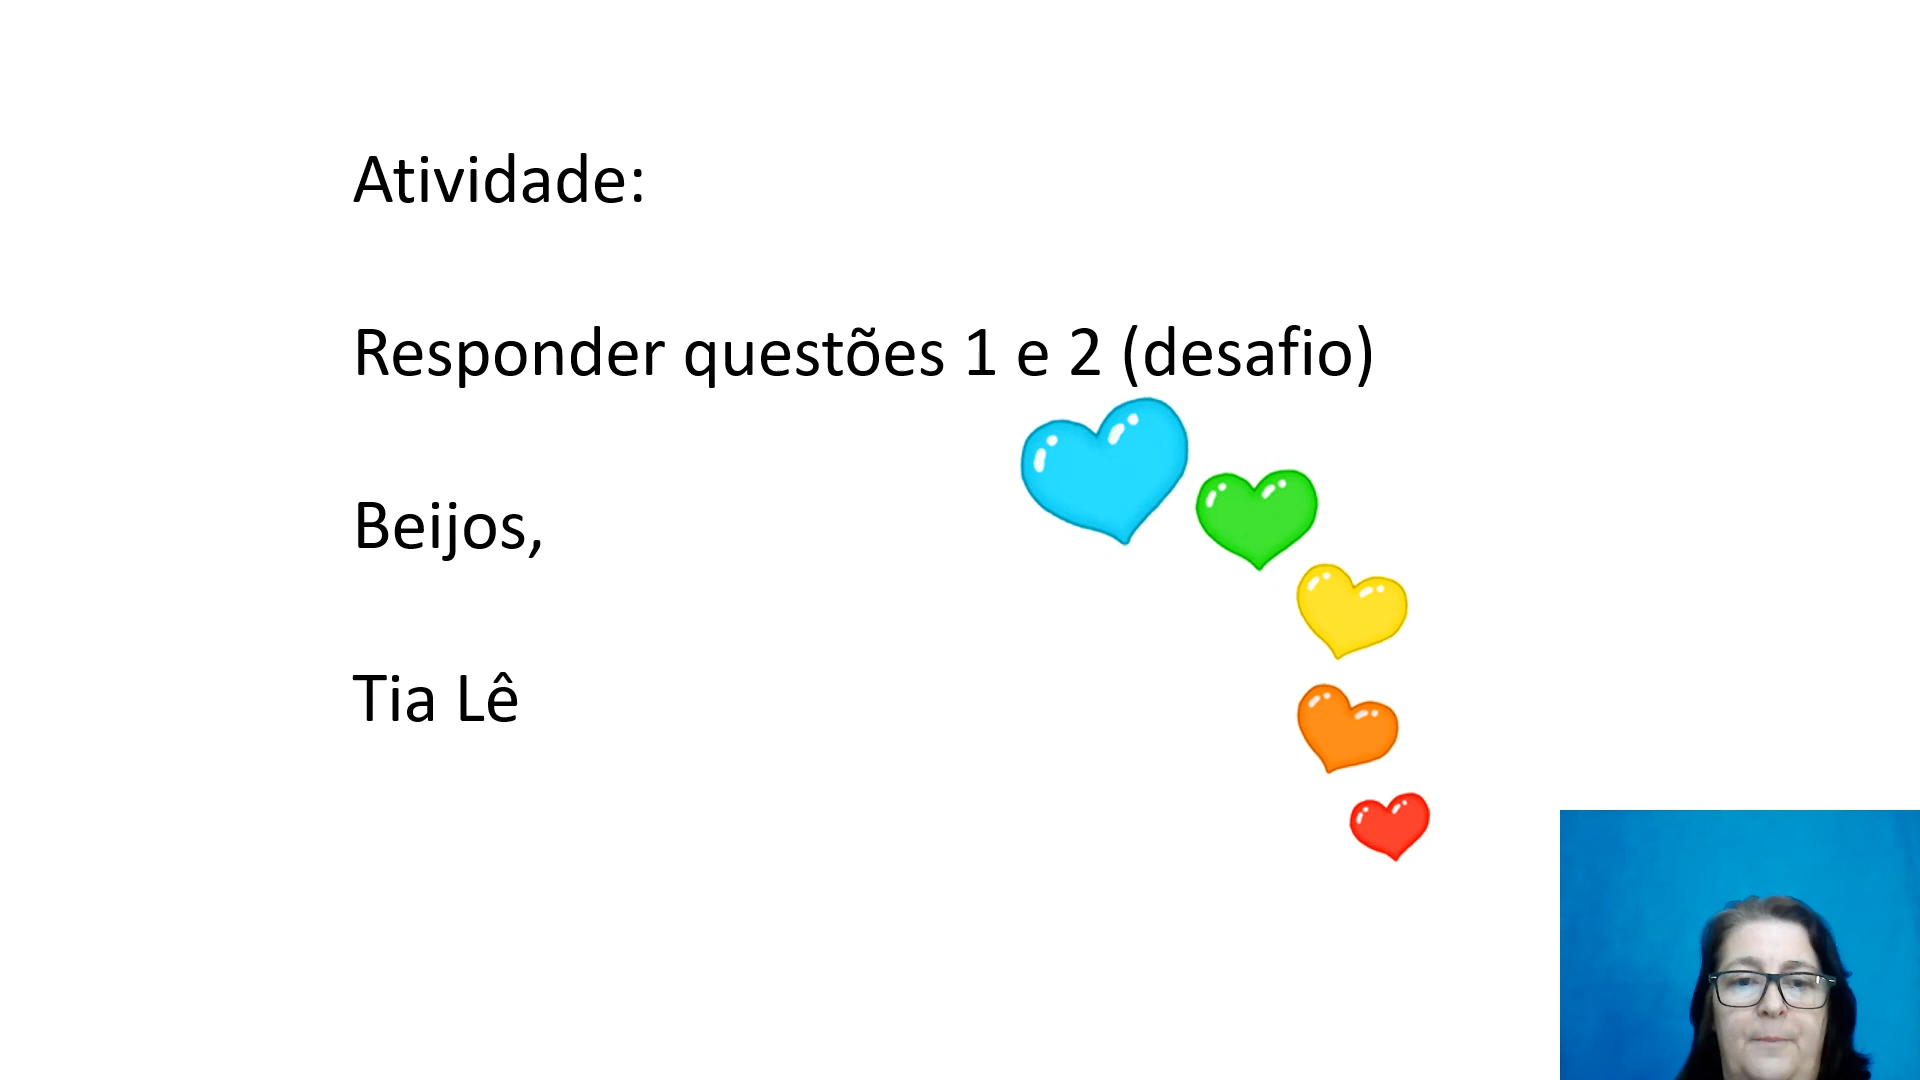 Atividade:
Responder questões 1 e 2 (desafio)
Beijos,
Tia Lê